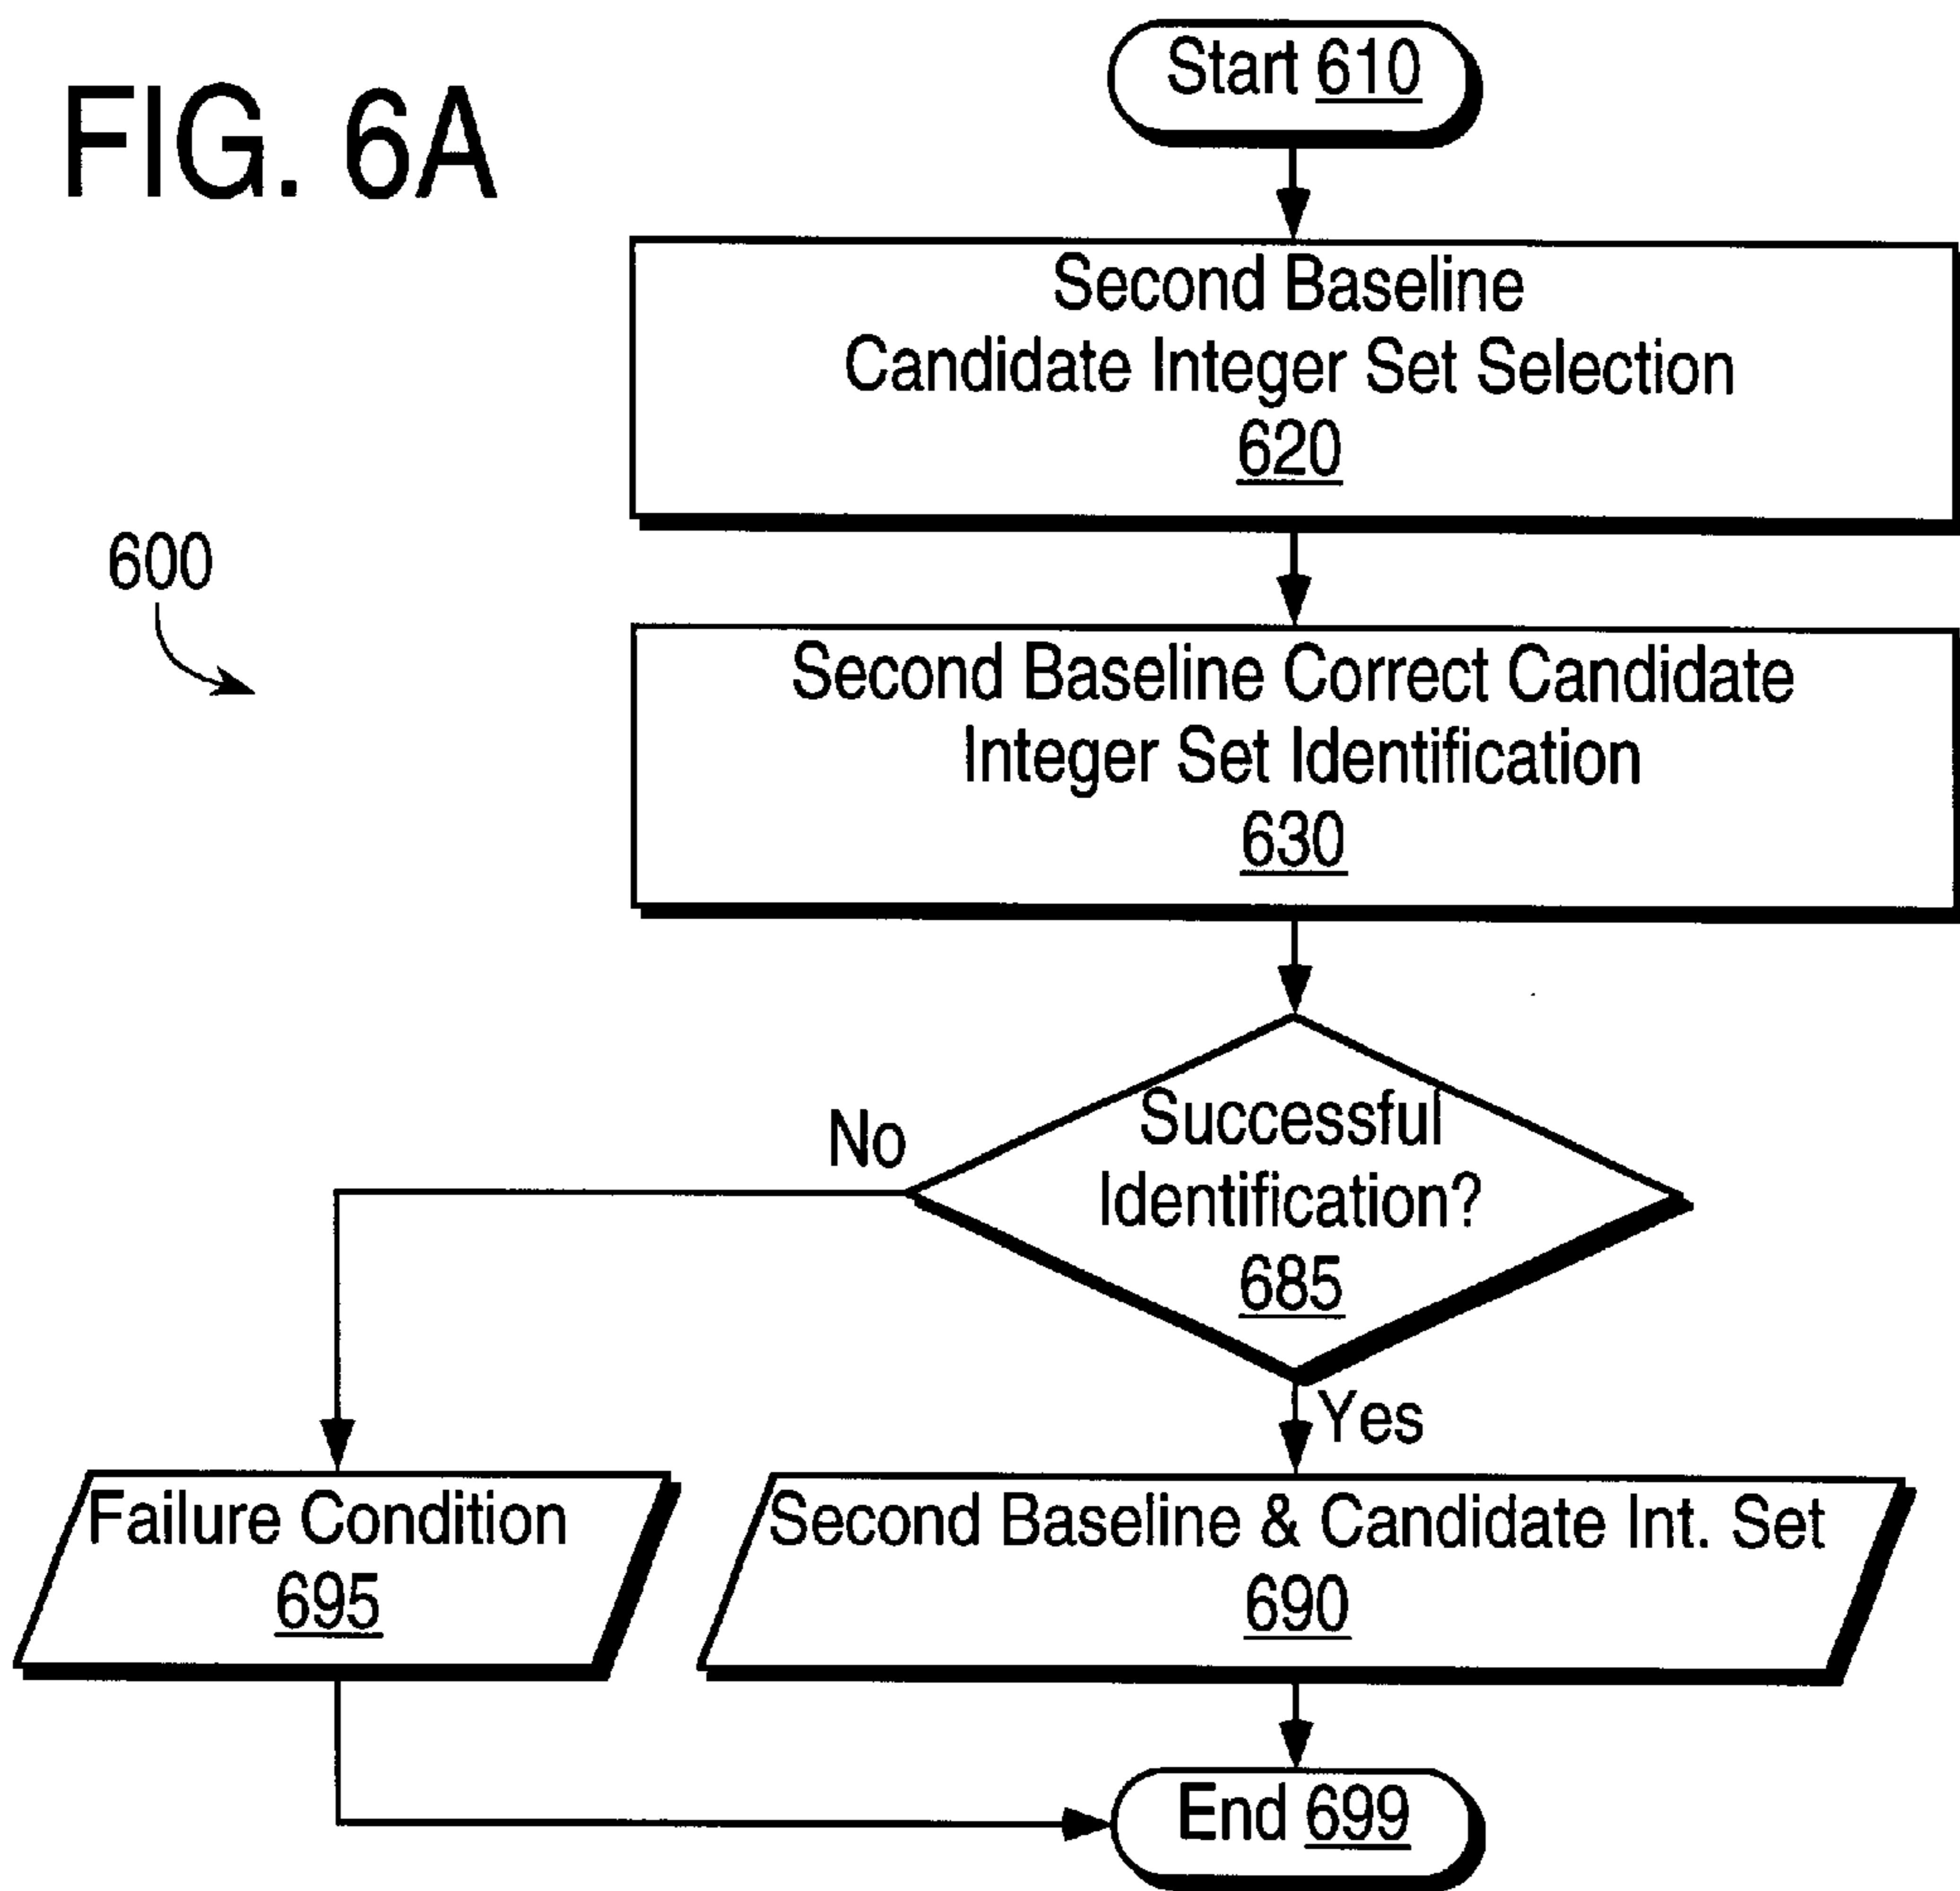 FIG. 6A
Start 610
Second Baseline
Candidate Integer Set Selection
620
600
Second Baseline Correct Candidate
Integer Set Identification
630
Successful
Identification?
685
No
Yes
Failure Condition
695
Second Baseline & Candidate Int. Set
690
End 699